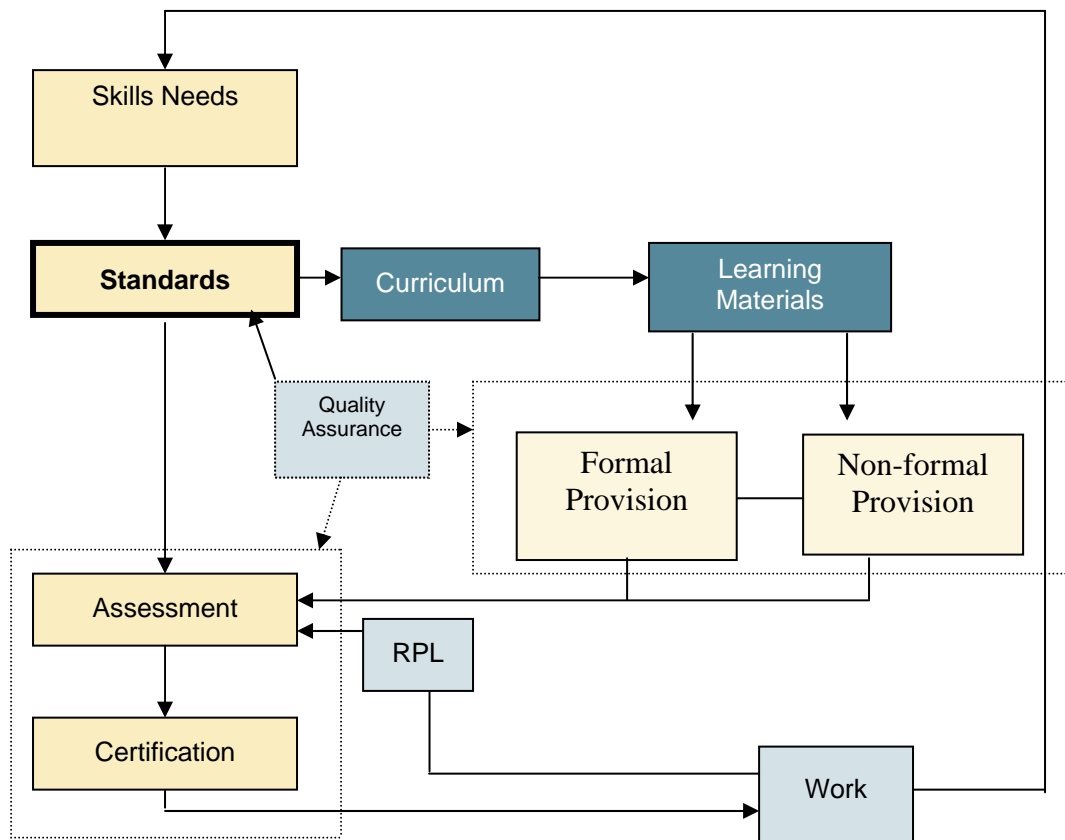 Skills Needs
Standards
Curriculum
Learning
Materials
Quality
Assurance
Formal
Provision
Non-formal
Provision
Assessment
RPL
Certification
Work